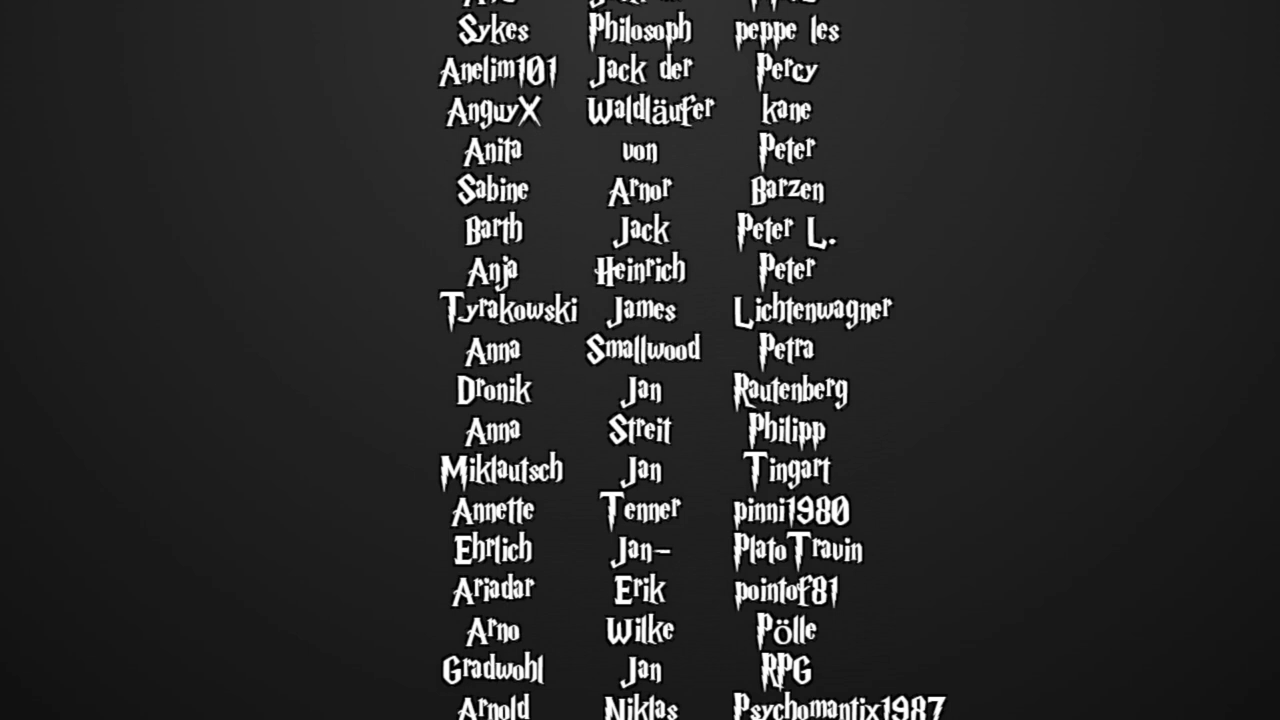 Sykes Philosoph peppe les
Anelim101 Jack der Percy
AnguyX Waldläufer kane
Anita von Peter
Sabine Arnor Barzen
Barth Jack Peter L.
Anja Heinrich Peter
Tyrakowski James Lichtenwagner
Anna Smallwood Petra
Dronik Jan Rautenberg
Anna Streit Philipp
Miklautsch Jan Tingart
Annette Tenner pinni1980
Ehrlich Jan- PlatoTravin
Ariadar Erik pointof81
Arno Wilke Pölle
Gradwohl Jan RPG
Arnold Niklas Psychomantix1987